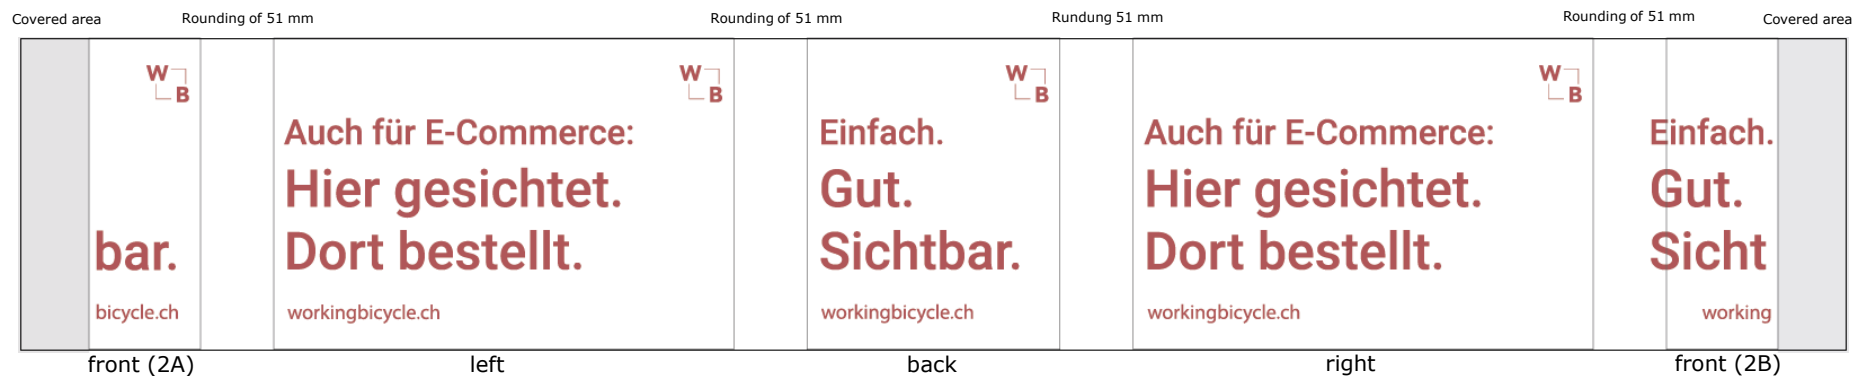 Covered area
Rounding of 51 mm
Rounding of 51 mm
Rundung 51 mm
Rounding of 51 mm
Covered area
W
B
bar.
bicycle.ch
front (2A)
W
B
Auch für E-Commerce:
Hier gesichtet.
Dort bestellt.
workingbicycle.ch
left
W
B
Einfach.
Gut.
Sichtbar.
workingbicycle.ch
back
W
B
Auch für E-Commerce:
Hier gesichtet.
Dort bestellt.
workingbicycle.ch
right
Einfach.
Gut.
Sicht
working
front (2B)